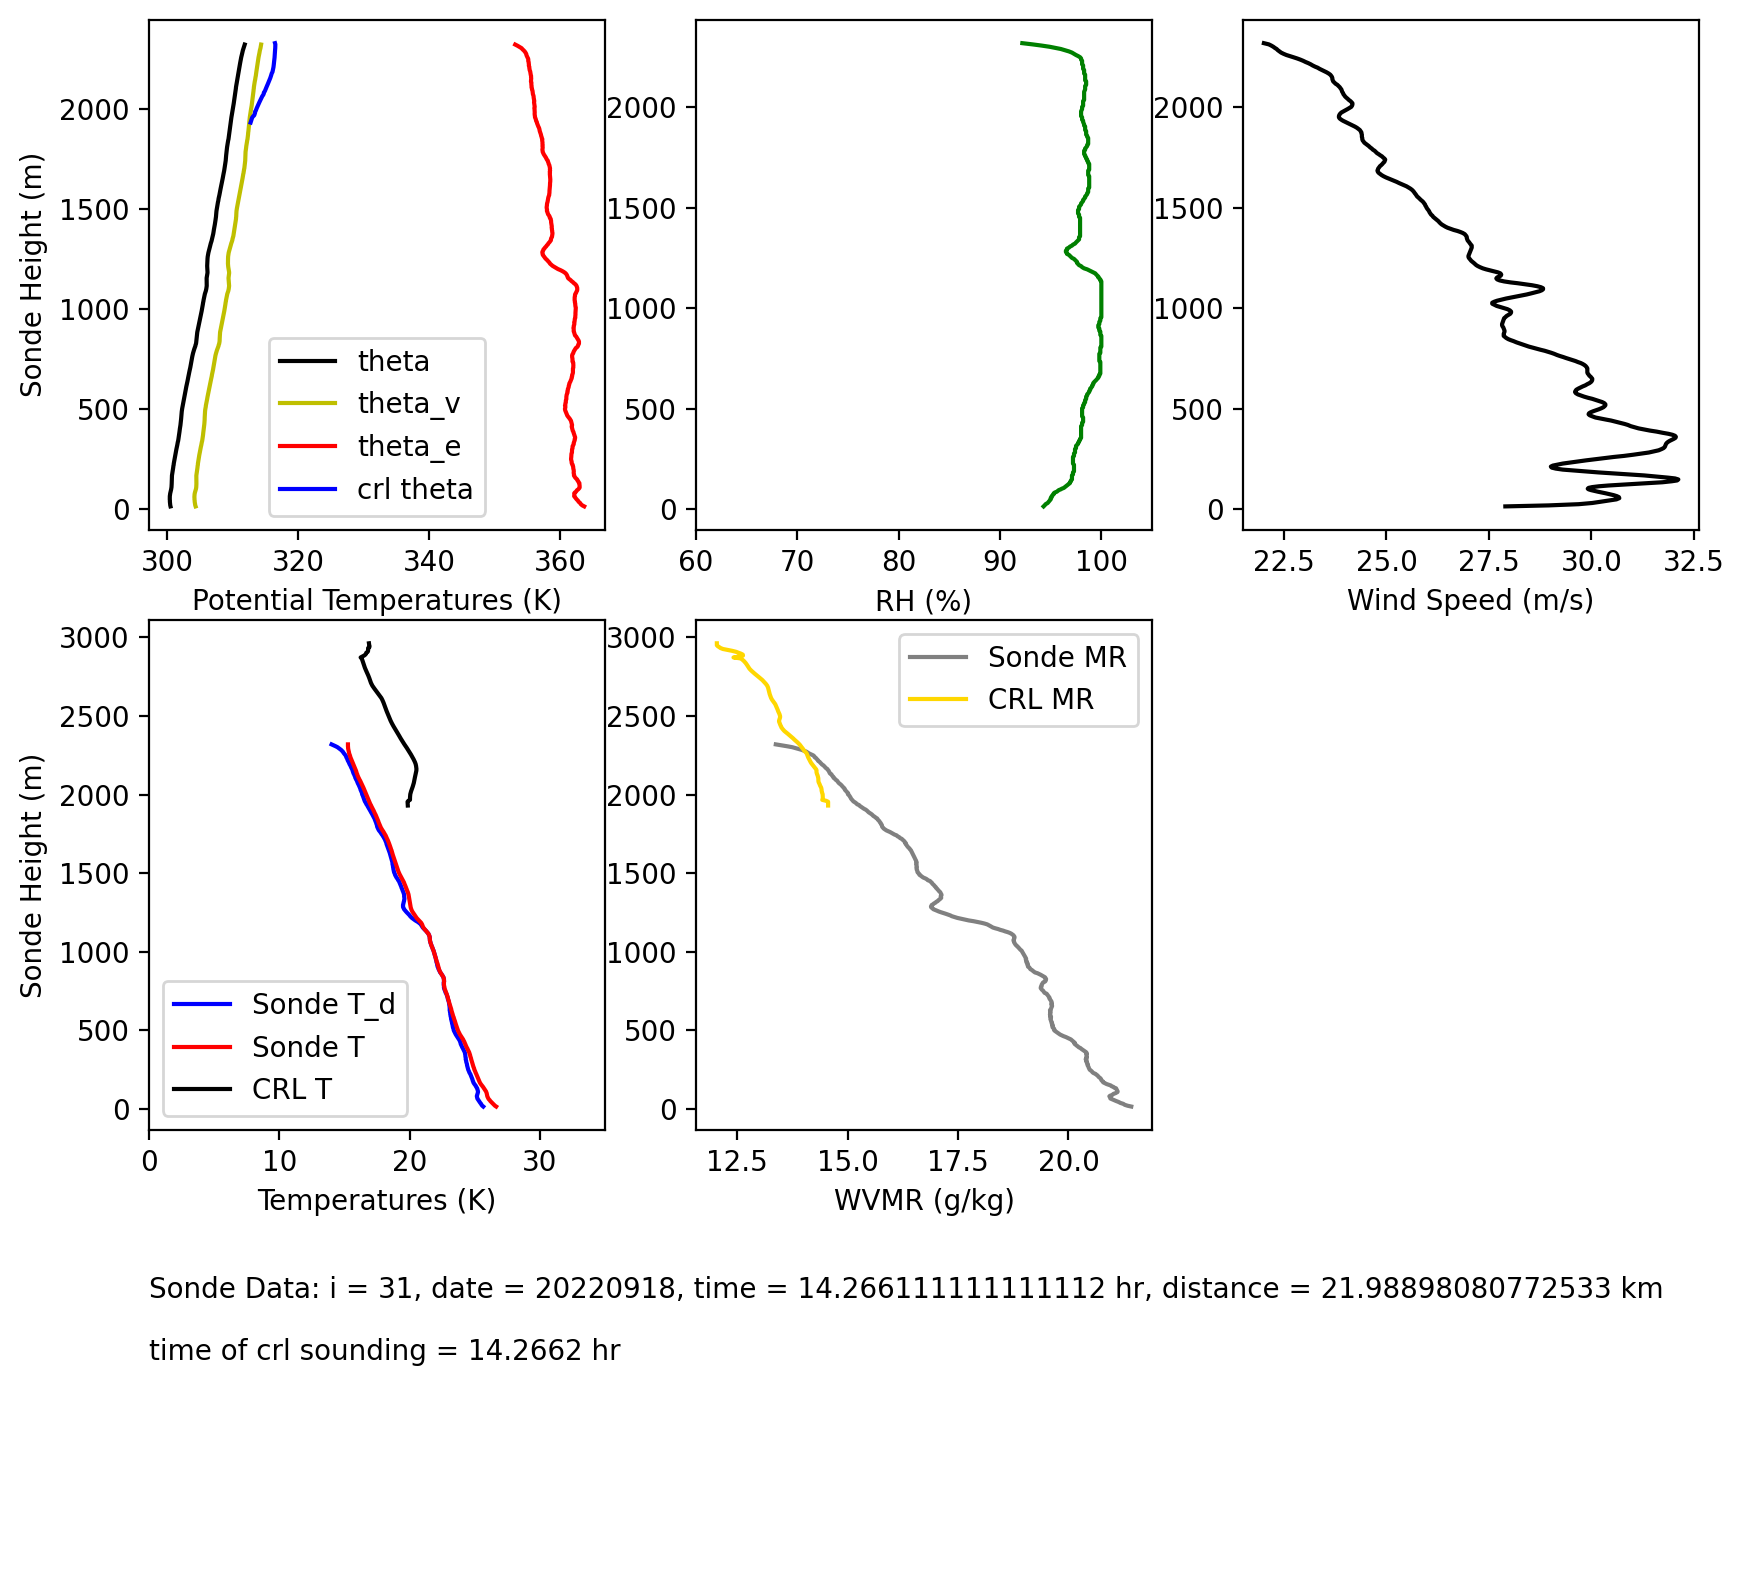 Sonde Height (m)
2000
1500
1000
500
0
theta
theta_v
theta_e
crl theta
300 320 340 360
Potential Temperatures (K)
2000
1500
1000
500
0
60 70 80 90 100
RH (%)
2000
1500
1000
500
0
22.5 25.0 27.5 30.0 32.5
Wind Speed (m/s)
Sonde Height (m)
3000
2500
2000
1500
1000
500
0
Sonde T_d
Sonde T
CRL T
0 10 20 30
Temperatures (K)
3000
2500
2000
1500
1000
500
0
Sonde MR
CRL MR
12.5 15.0 17.5 20.0
WVMR (g/kg)
Sonde Data: i = 31, date = 20220918, time = 14.266111111111112 hr, distance = 21.98898080772533 km
time of crl sounding = 14.2662 hr